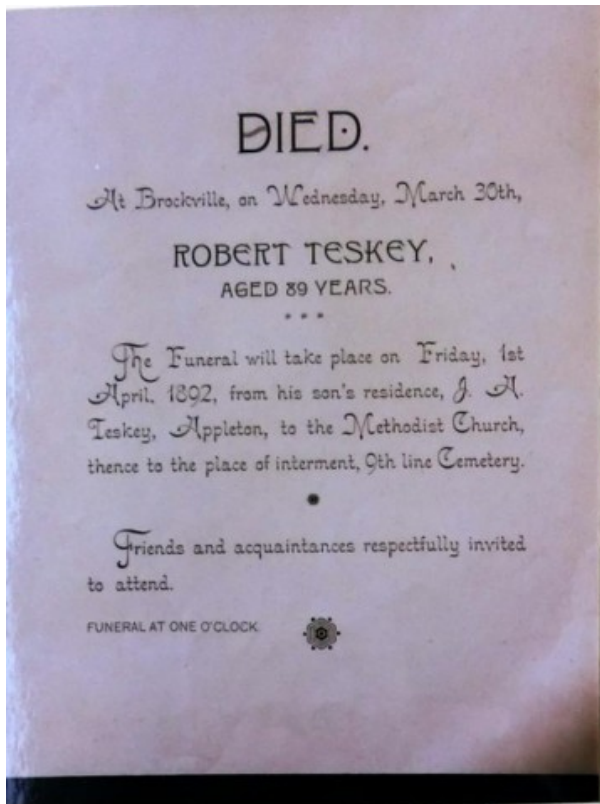 DIED.
At Brockville, on Wednesday, March 30th,
ROBERT TESKEY,
AGED 89 YEARS.
The Funeral will take place on Friday, 1st
April, 1892, from his son's residence, J. A.
Teskey, Appleton, to the Methodist Church,
thence to the place of interment, 9th line Cemetery.
Friends and acquaintances respectfully invited
to attend.
FUNERAL AT ONE O'CLOCK.